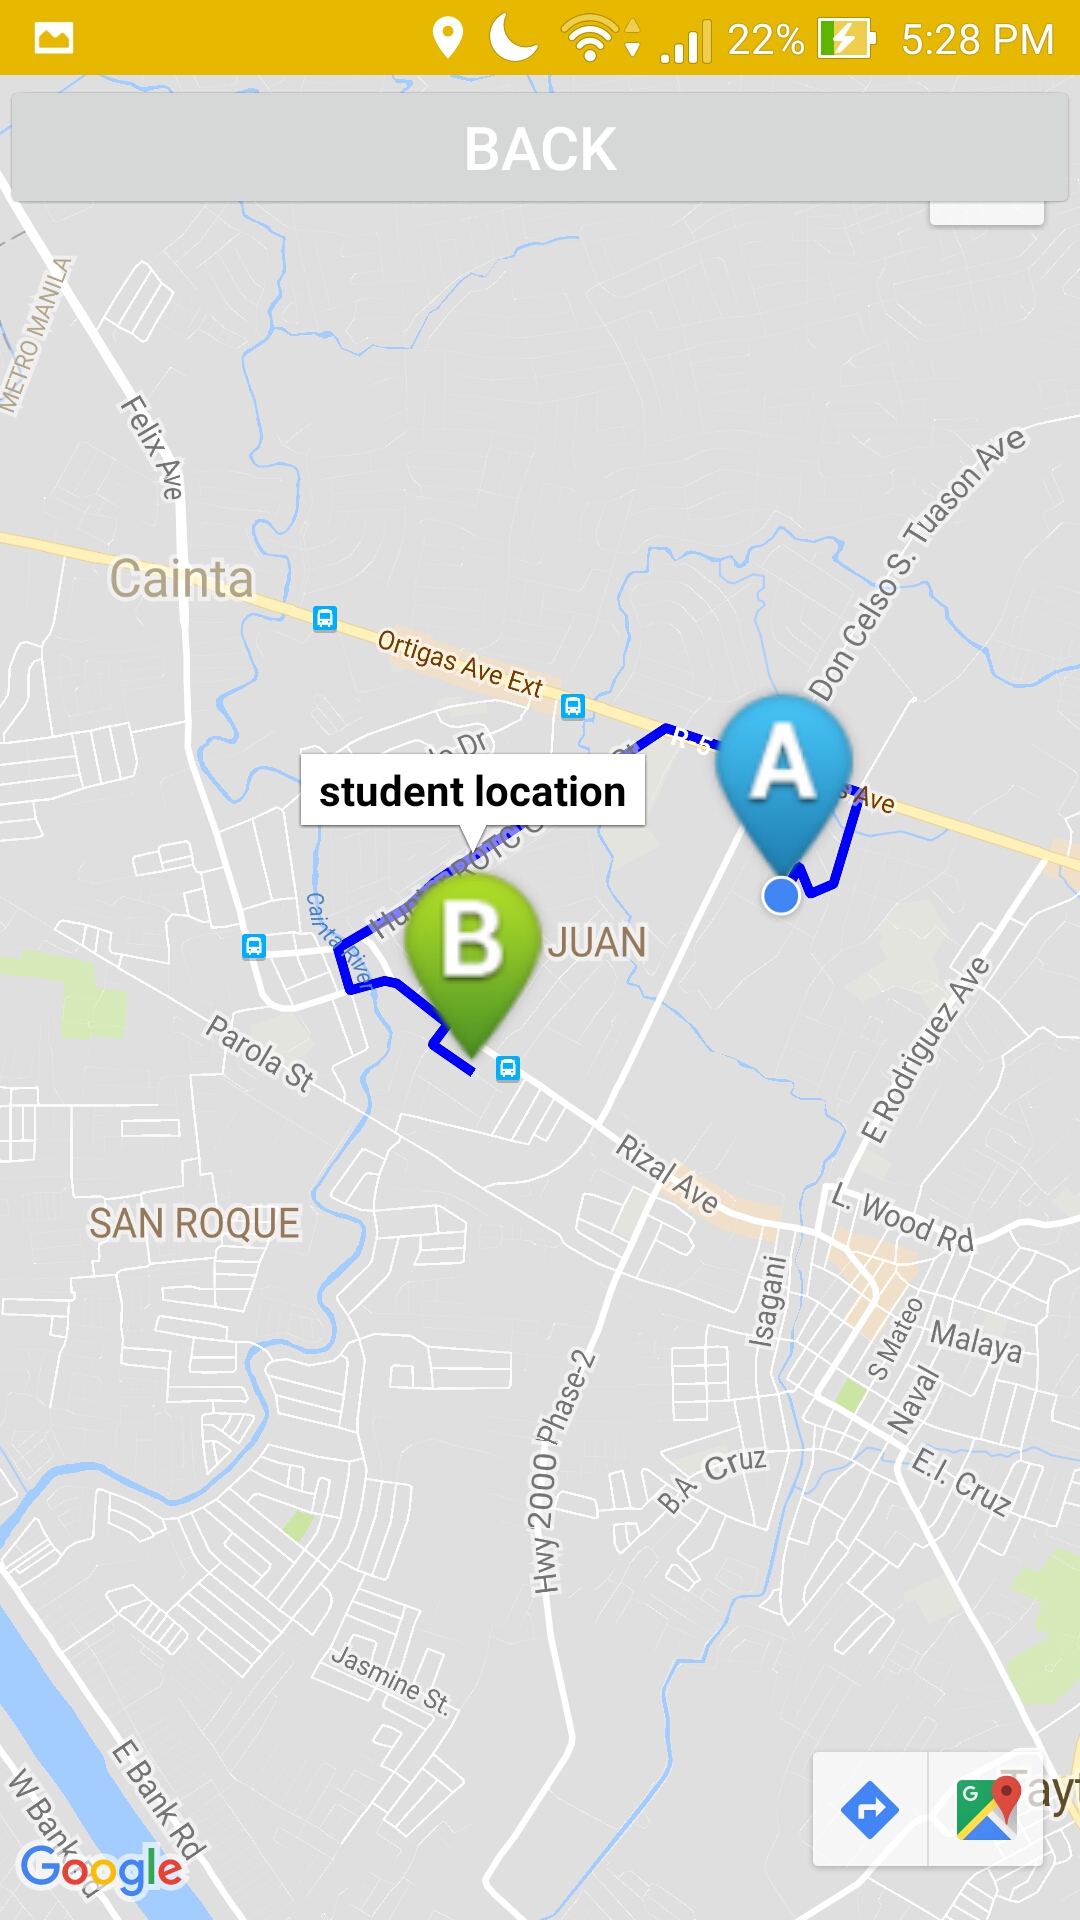 22% 5:28 PM
BACK
METRO MANILA
Felix Ave
Don Celso S. Tuason Ave
Cainta
Ortigas Ave Ext
R-5
A
Ave
student location
Cainta River
B
JUAN
Parola St
E Rodriguez Ave
Rizal Ave
L. Wood Rd
SAN ROQUE
Isagani
S Mateo
Malaya
Naval
Hwy 2000 Phase-2
B.A. Cruz
E.I. Cruz
Jasmine St.
E Bank Rd
W Bank Rd
G
Google